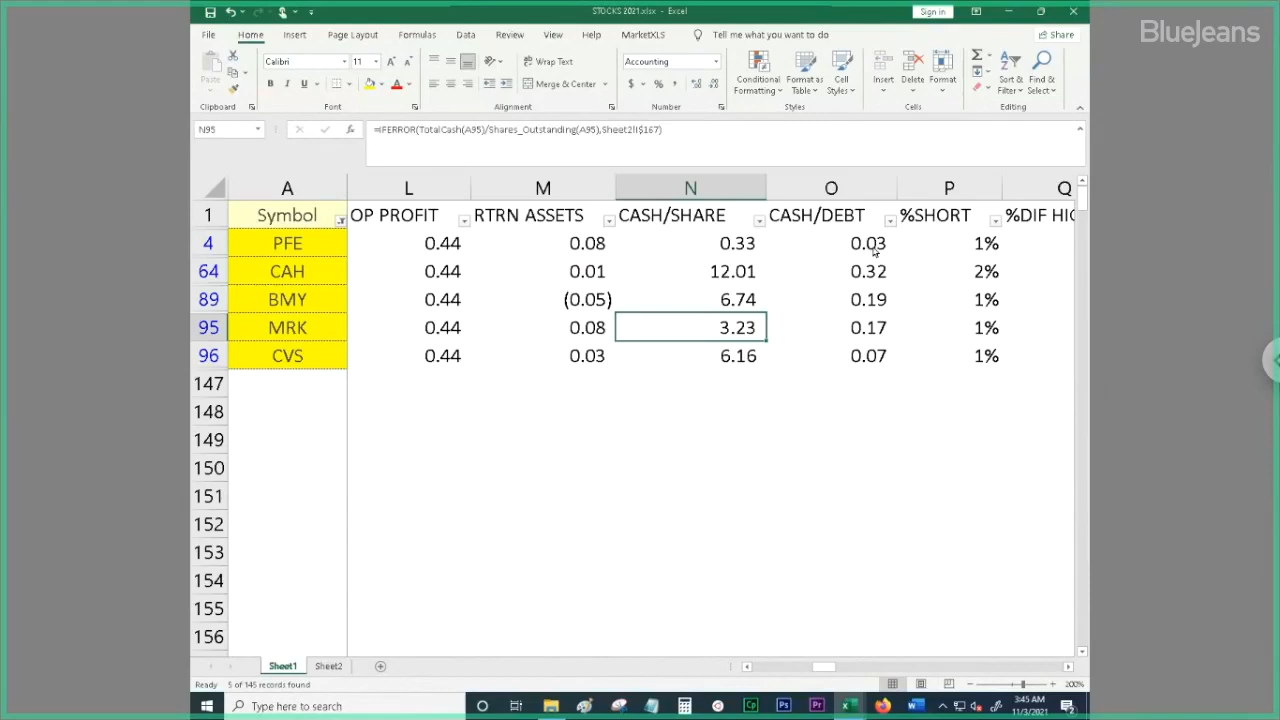 STOCKS 2021.xlsx - Excel
Sign in
BlueJeans
File Home Insert Page Layout Formulas Data Review View Help MarketXLS Tell me what you want to do Share
Paste
Calibri 11
Wrap Text
Accounting
B I U
Merge & Center
$ % ,
Conditional Formatting
Format as Table
Cell Styles
Insert Delete Format
Sort & Filter
Find & Select
Clipboard Font Alignment Number Styles Cells Editing
N95 fx =IFERROR(TotalCash(A95)/Shares_Outstanding(A95),Sheet2!I$167)
A L M N O P Q
1 Symbol OP PROFIT RTRN ASSETS CASH/SHARE CASH/DEBT %SHORT %DIF HIG
4 PFE 0.44 0.08 0.33 0.03 1%
64 CAH 0.44 0.01 12.01 0.32 2%
89 BMY 0.44 (0.05) 6.74 0.19 1%
95 MRK 0.44 0.08 3.23 0.17 1%
96 CVS 0.44 0.03 6.16 0.07 1%
147
148
149
150
151
152
153
154
155
156
Sheet1 Sheet2
Ready 5 of 145 records found 200%
Type here to search
3:45 AM
11/3/2021